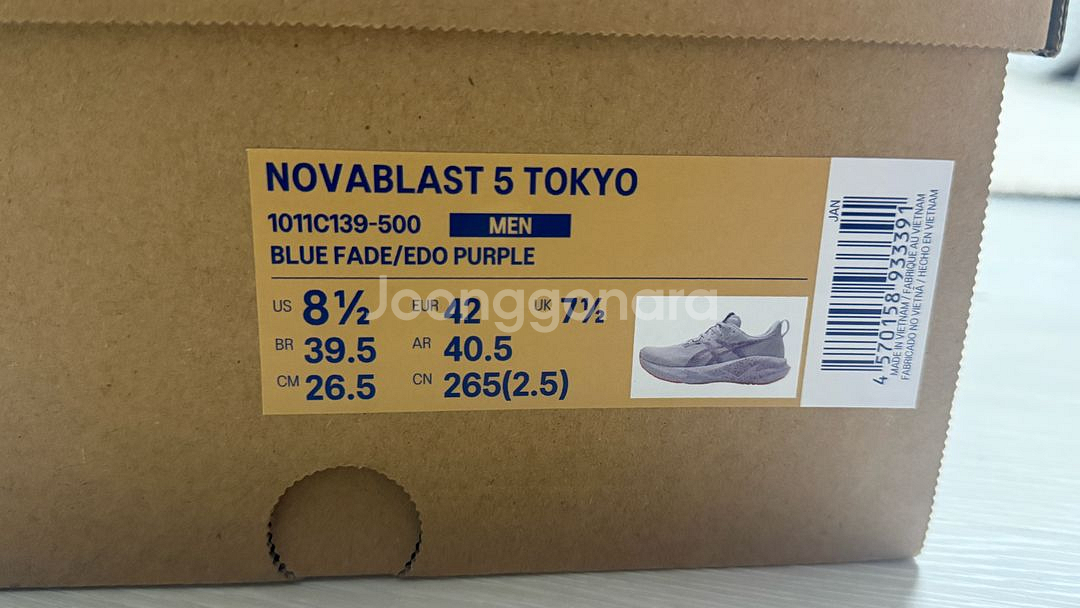 NOVABLAST 5 TOKYO
1011C139-500 MEN
BLUE FADE/EDO PURPLE
US 8½ EUR 42 UK 7½
BR 39.5 AR 40.5
CM 26.5 CN 265(2.5)
Joonggonara
JAN
4 570158 933391
MADE IN VIETNAM / FABRIQUÉ AU VIETNAM
FABRICADO NO VIETNÃ / HECHO EN VIETNAM